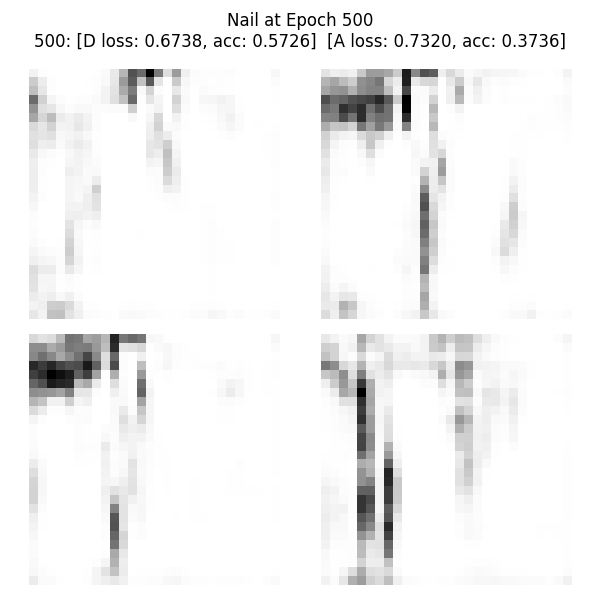 Nail at Epoch 500
500: [D loss: 0.6738, acc: 0.5726]  [A loss: 0.7320, acc: 0.3736]